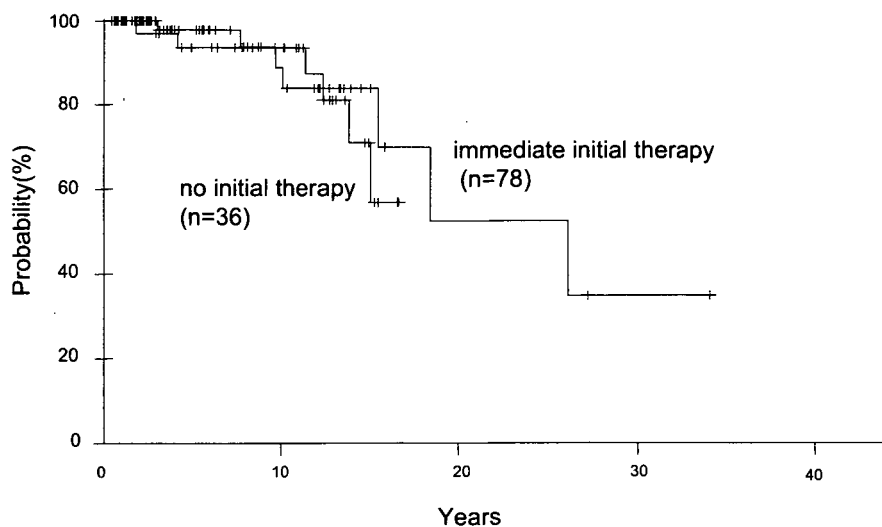 100
80
60
40
20
0
Probability(%)
immediate initial therapy
(n=78)
no initial therapy
(n=36)
0 10 20 30 40
Years